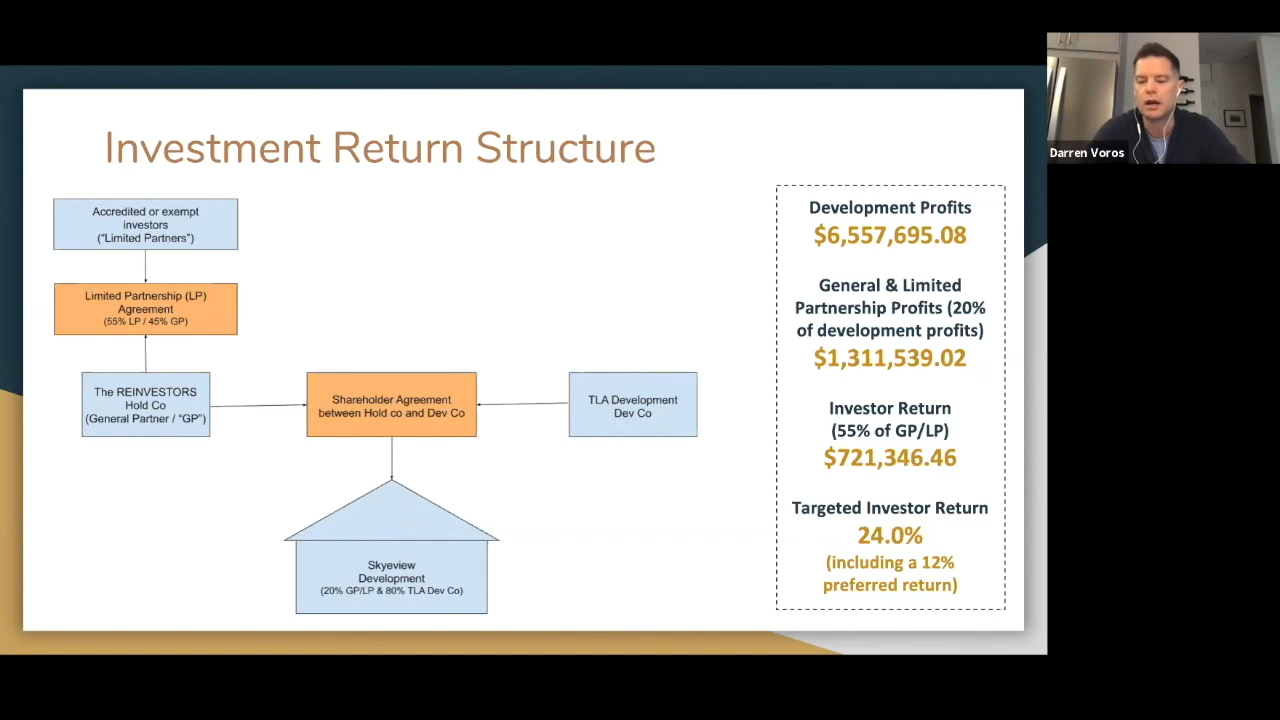 Investment Return Structure
Accredited or exempt
investors
("Limited Partners")
Limited Partnership (LP)
Agreement
(55% LP / 45% GP)
The REINVESTORS
Hold Co
(General Partner / "GP")
Shareholder Agreement
between Hold co and Dev Co
TLA Development
Dev Co
Skyeview
Development
(20% GP/LP & 80% TLA Dev Co)
Development Profits
$6,557,695.08
General & Limited
Partnership Profits (20%
of development profits)
$1,311,539.02
Investor Return
(55% of GP/LP)
$721,346.46
Targeted Investor Return
24.0%
(including a 12%
preferred return)
Darren Voros